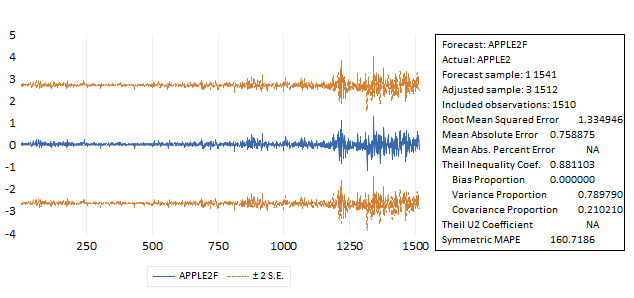 5
4
3
2
1
0
-1
-2
-3
-4
250
500
750
1000
1250
1500
APPLE2F
± 2 S.E.
Forecast: APPLE2F
Actual: APPLE2
Forecast sample: 1 1541
Adjusted sample: 3 1512
Included observations: 1510
Root Mean Squared Error 1.334946
Mean Absolute Error 0.758875
Mean Abs. Percent Error NA
Theil Inequality Coef. 0.881103
Bias Proportion 0.000000
Variance Proportion 0.789790
Covariance Proportion 0.210210
Theil U2 Coefficient NA
Symmetric MAPE 160.7186